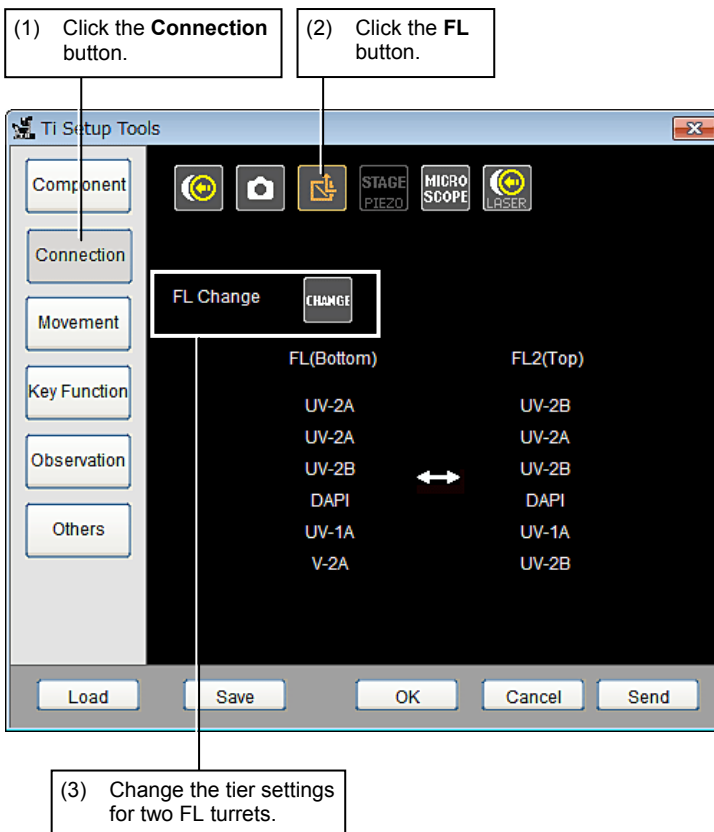 (1) Click the Connection
button.
(2) Click the FL
button.
Ti Setup Tools
Component
Connection
Movement
Key Function
Observation
Others
STAGE
PIEZO
MICRO
SCOPE
LASER
FL Change
CHANGE
FL(Bottom) FL2(Top)
UV-2A UV-2B
UV-2A UV-2A
UV-2B UV-2B
DAPI DAPI
UV-1A UV-1A
V-2A UV-2B
Load Save OK Cancel Send
(3) Change the tier settings
for two FL turrets.